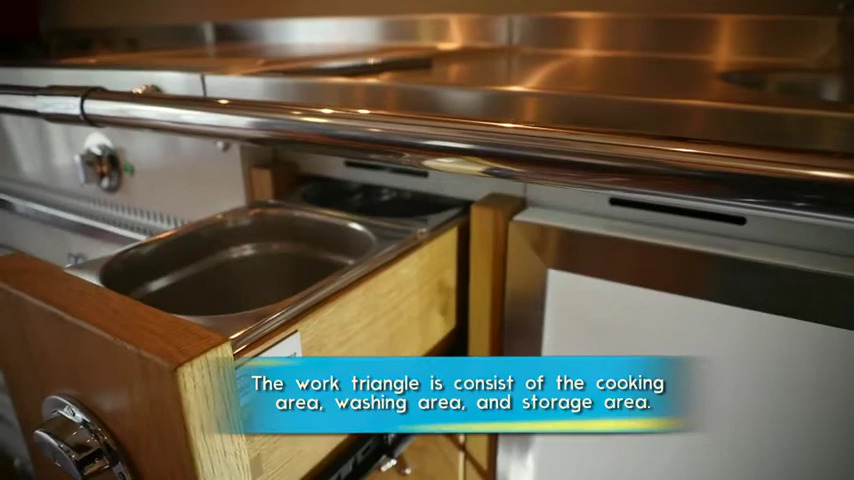 The work triangle is consist of the cooking
area, washing area, and storage area.